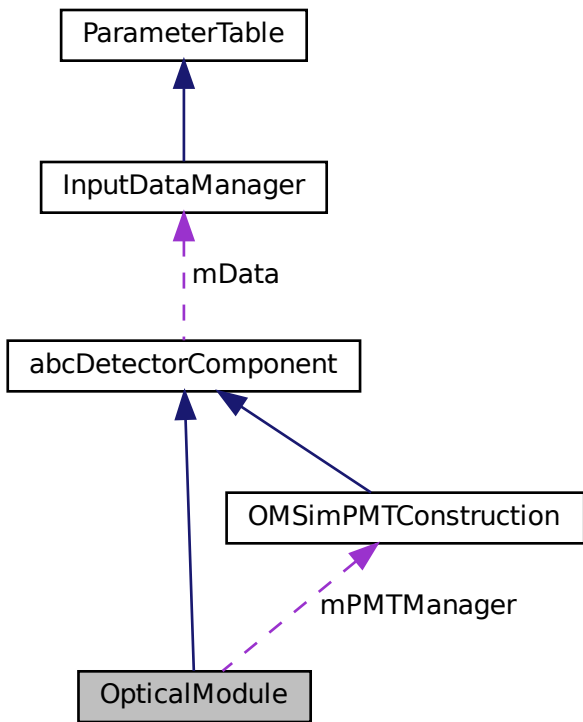 ParameterTable
InputDataManager
mData
abcDetectorComponent
OMSimPMTConstruction
mPMTManager
OpticalModule